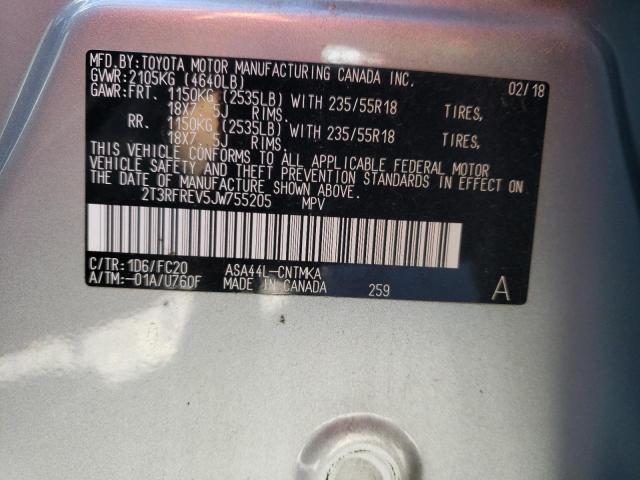 MFD.BY:TOYOTA MOTOR MANUFACTURING CANADA INC. 02/18
GVWR:2105KG (4640LB)
GAWR:FRT. 1150KG (2535LB) WITH 235/55R18 TIRES,
18X7. 5J RIMS.
RR. 1150KG (2535LB) WITH 235/55R18 TIRES,
18X7. 5J RIMS.
THIS VEHICLE CONFORMS TO ALL APPLICABLE FEDERAL MOTOR
VEHICLE SAFETY AND THEFT PREVENTION STANDARDS IN EFFECT ON
THE DATE OF MANUFACTURE SHOWN ABOVE.
2T3RFREV5JW755205 MPV
C/TR:1D6/FC20 ASA44L-CNTMKA
A/TM:-01A/U760F MADE IN CANADA 259 A